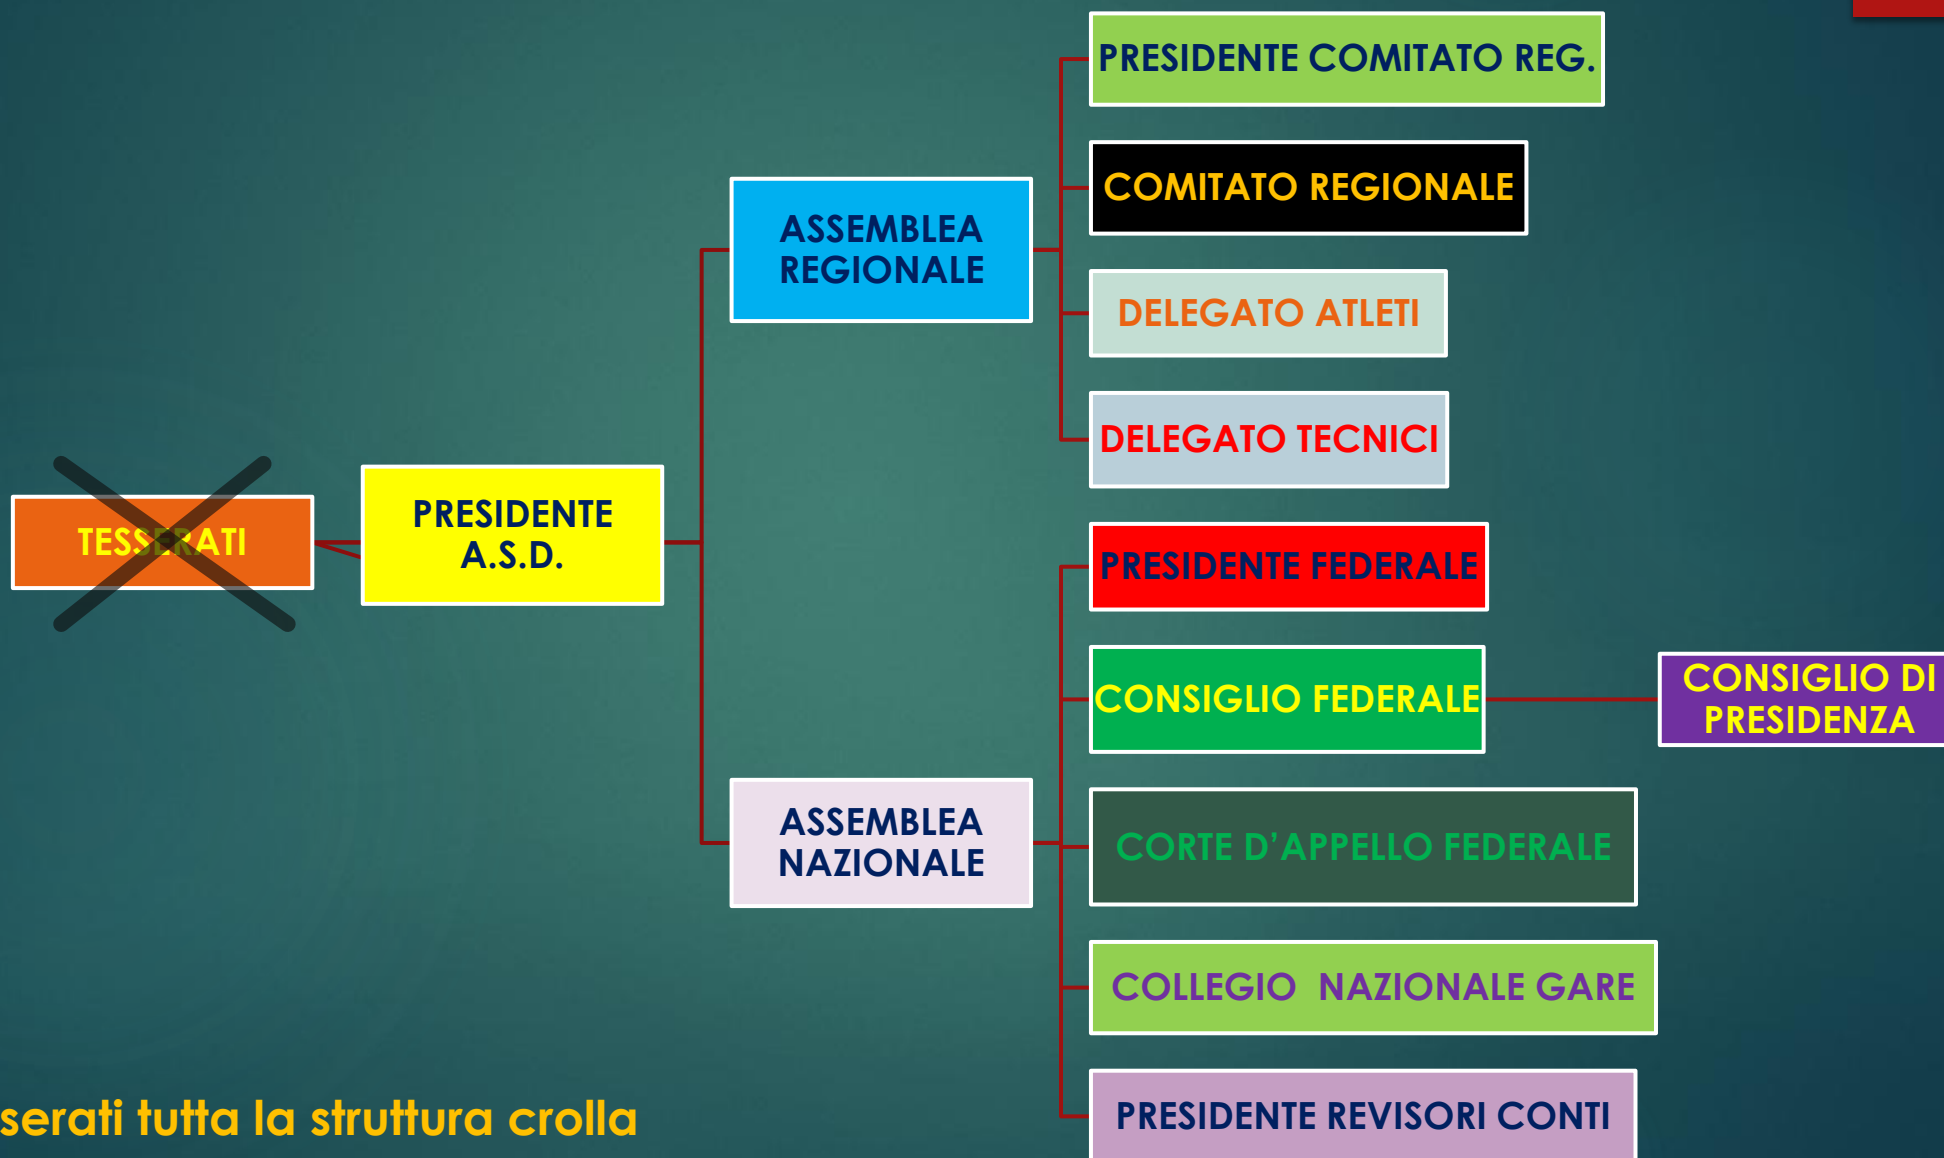 PRESIDENTE COMITATO REG.
COMITATO REGIONALE
ASSEMBLEA
REGIONALE
DELEGATO ATLETI
DELEGATO TECNICI
TESSERATI
PRESIDENTE
A.S.D.
PRESIDENTE FEDERALE
CONSIGLIO FEDERALE
CONSIGLIO DI
PRESIDENZA
ASSEMBLEA
NAZIONALE
CORTE D’APPELLO FEDERALE
COLLEGIO NAZIONALE GARE
PRESIDENTE REVISORI CONTI
serati tutta la struttura crolla